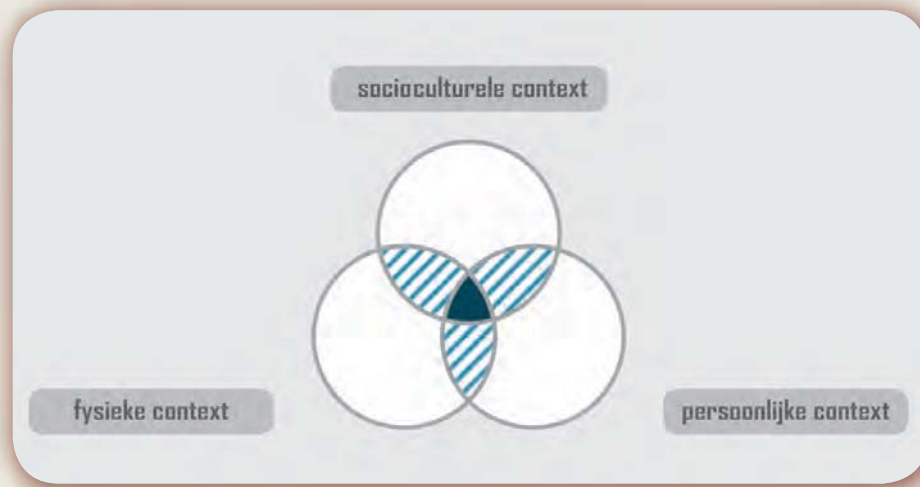 socioculturele context
fysieke context
persoonlijke context